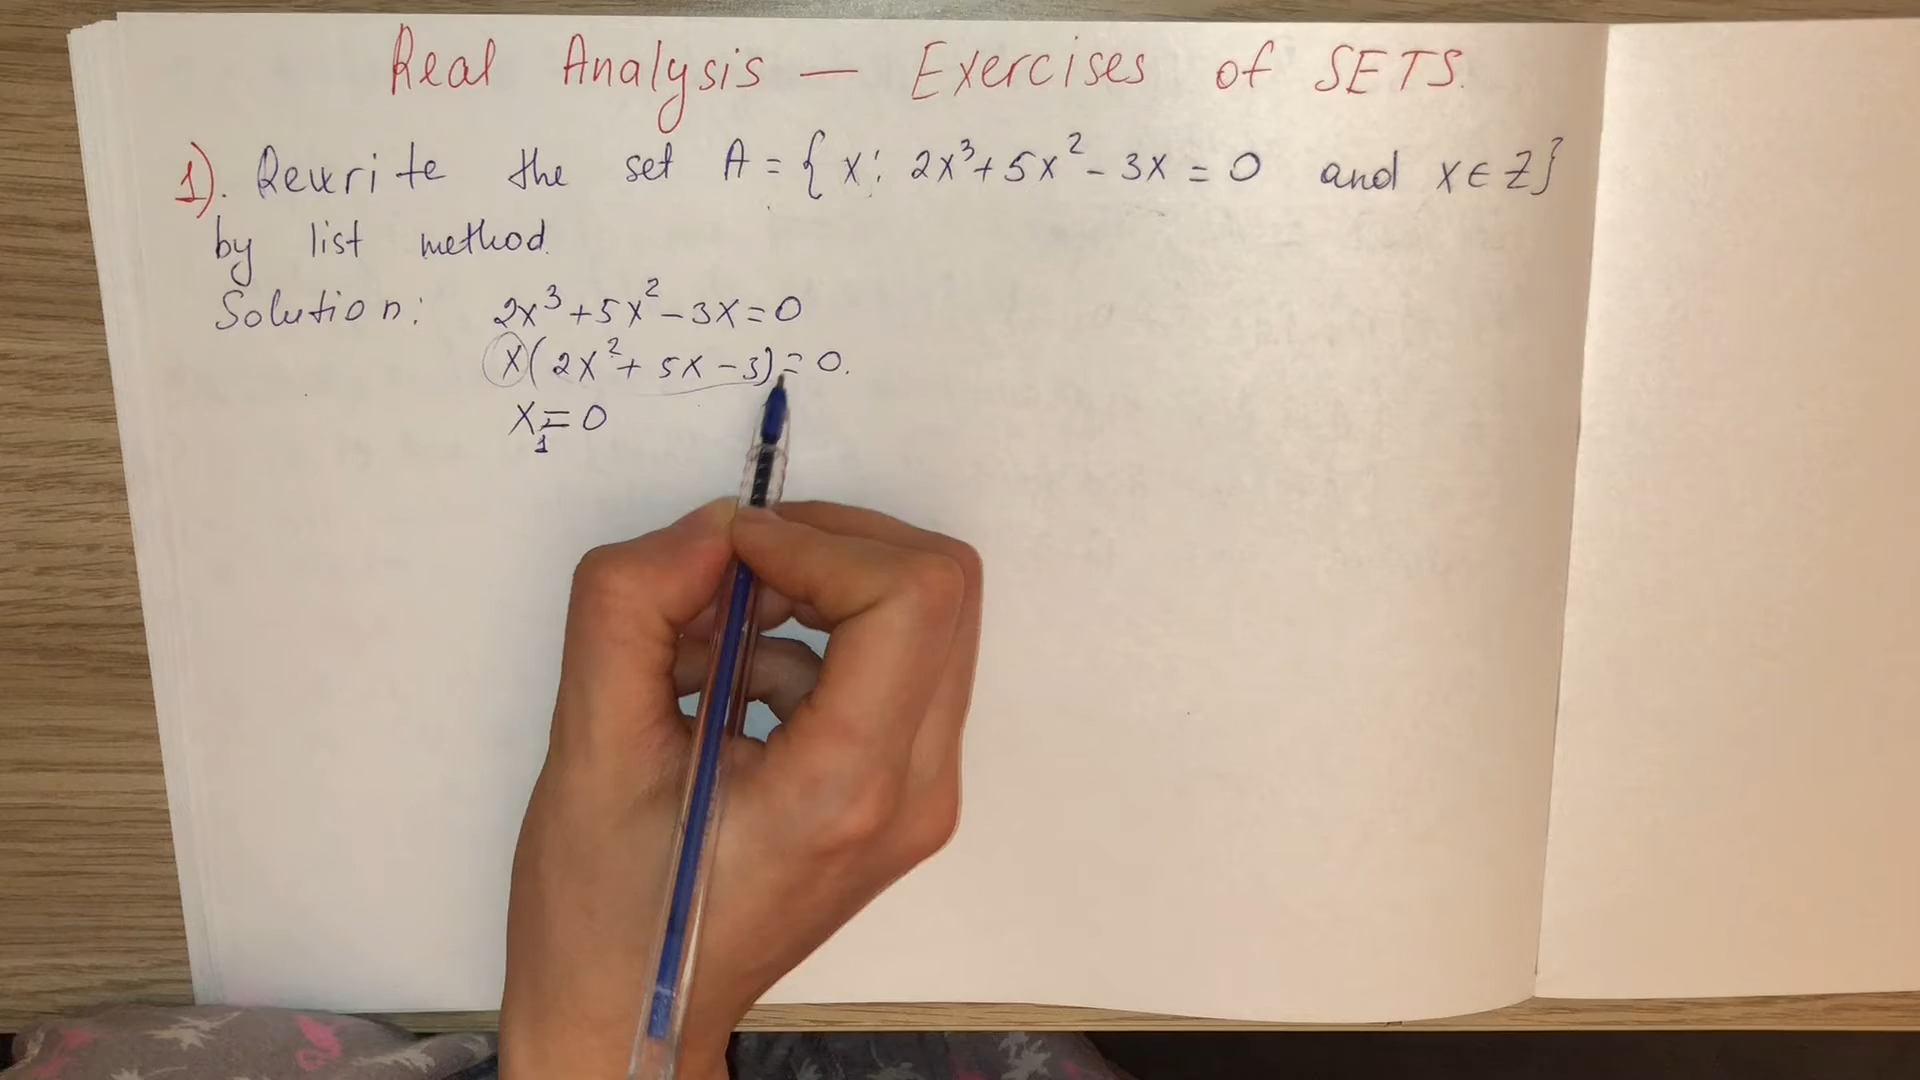 Real Analysis — Exercises of SETS.
1). Rewrite the set A = { x : 2x³ + 5x² - 3x = 0 and x ∈ Z }
by list method.
Solution: 2x³ + 5x² - 3x = 0
x(2x² + 5x - 3) = 0.
x₁ = 0